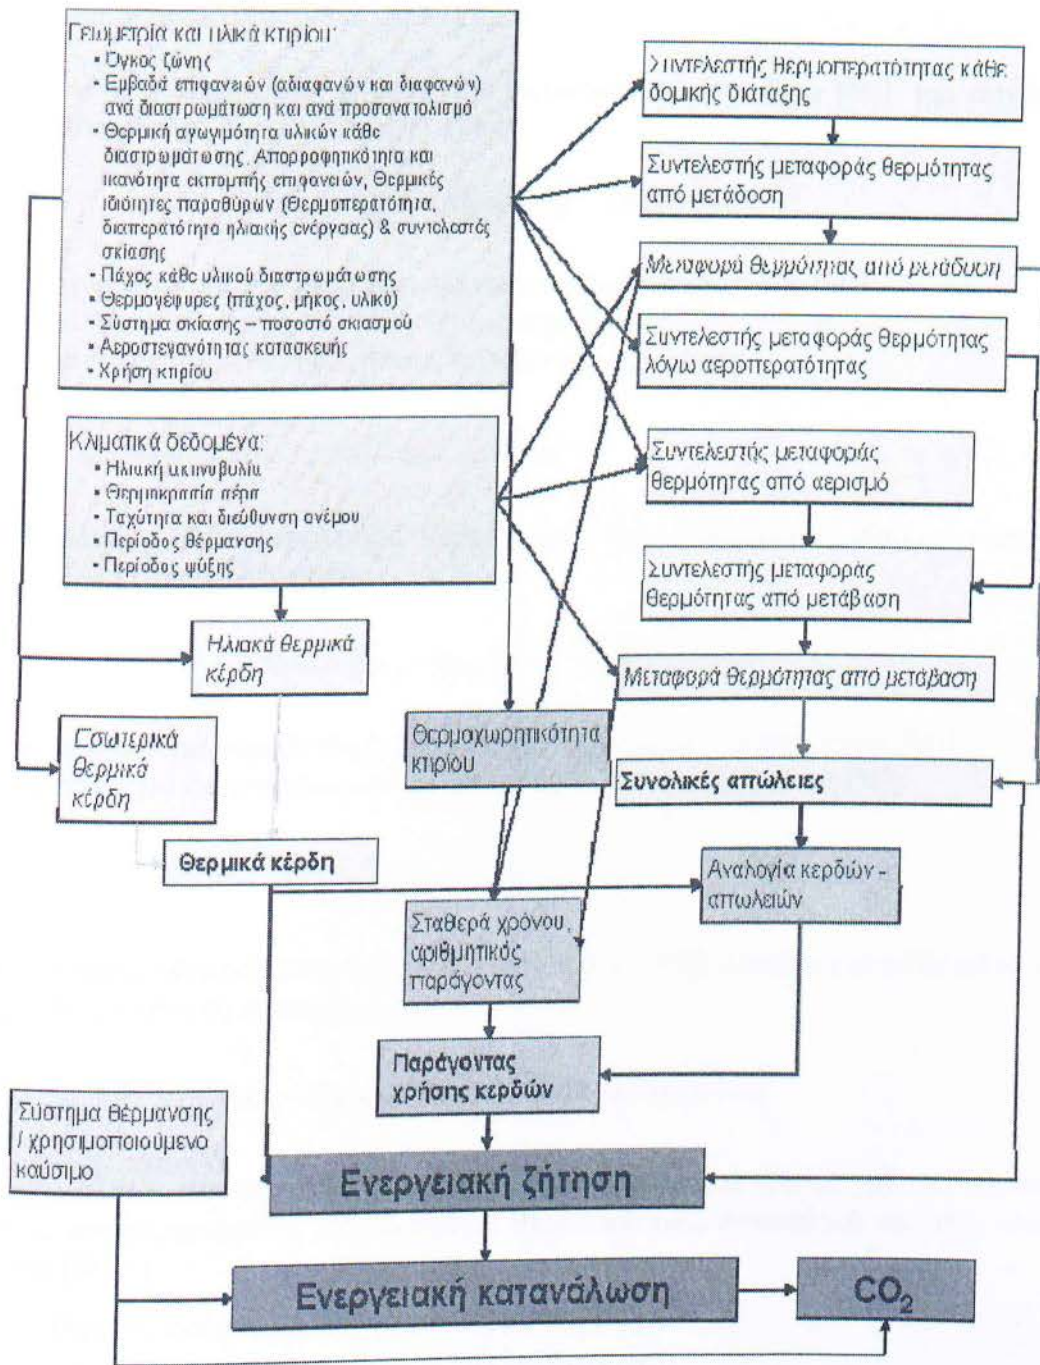 Γεωμετρία και υλικά κτιρίου:
▪ Όγκος ζώνης
▪ Εμβαδά επιφανειών (αδιαφανών και διαφανών)
ανά διαστρωμάτωση και ανά προσανατολισμό
▪ Θερμική αγωγιμότητα υλικών κάθε
διαστρωμάτωσης, Απορροφητικότητα και
ικανότητα εκπομπής επιφανειών, Θερμικές
ιδιότητες παραθύρων (Θερμοπερατότητα,
διαπερατότητα ηλιακής ενέργειας) & συντελεστές
σκίασης
▪ Πάχος κάθε υλικού διαστρωμάτωσης
▪ Θερμογέφυρες (πάχος, μήκος, υλικό)
▪ Σύστημα σκίασης – ποσοστό σκιασμού
▪ Αεροστεγανότητας κατασκευής
▪ Χρήση κτιρίου
Κλιματικά δεδομένα:
▪ Ηλιακή ακτινοβολία
▪ Θερμοκρασία αέρα
▪ Ταχύτητα και διεύθυνση ανέμου
▪ Περίοδος θέρμανσης
▪ Περίοδος ψύξης
Συντελεστής θερμοπερατότητας κάθε
δομικής διάταξης
Συντελεστής μεταφοράς θερμότητας
από μετάδοση
Μεταφορά θερμότητας από μετάδοση
Συντελεστής μεταφοράς θερμότητας
λόγω αεροπερατότητας
Συντελεστής μεταφοράς
θερμότητας από αερισμό
Συντελεστής μεταφοράς
θερμότητας από μετάβαση
Μεταφορά θερμότητας από μετάβαση
Ηλιακά θερμικά
κέρδη
Εσωτερικά
θερμικά
κέρδη
Θερμοχωρητικότητα
κτιρίου
Συνολικές απώλειες
Θερμικά κέρδη
Αναλογία κερδών -
απωλειών
Σταθερά χρόνου,
αριθμητικός
παράγοντας
Παράγοντας
χρήσης κερδών
Σύστημα θέρμανσης
/ χρησιμοποιούμενο
καύσιμο
Ενεργειακή ζήτηση
Ενεργειακή κατανάλωση
CO₂